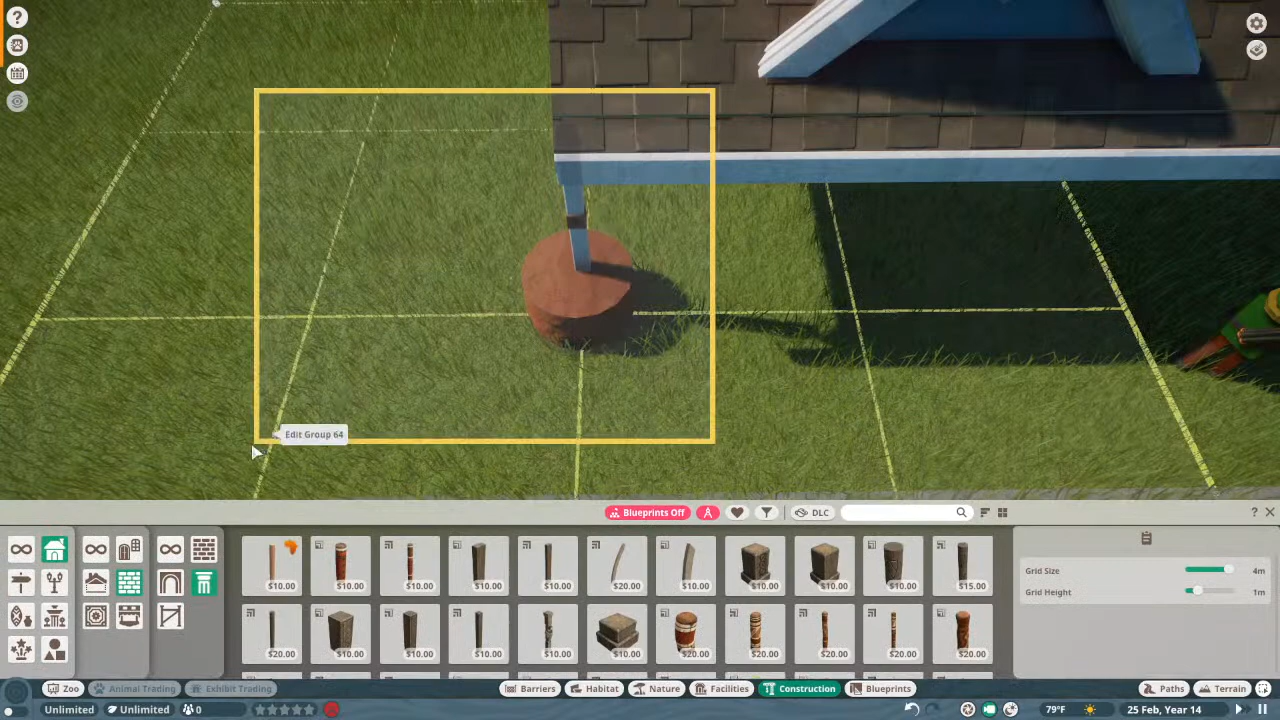 ?
Edit Group 64
Blueprints Off
DLC
? ×
$10.00 $10.00 $10.00 $10.00 $10.00 $20.00 $10.00 $10.00 $10.00 $10.00 $15.00
Grid Size 4m
Grid Height 1m
$20.00 $10.00 $10.00 $10.00 $10.00 $10.00 $20.00 $20.00 $20.00 $20.00 $20.00
Zoo Animal Trading Exhibit Trading Barriers Habitat Nature Facilities Construction Blueprints Paths Terrain
Unlimited Unlimited 0 79°F 25 Feb, Year 14